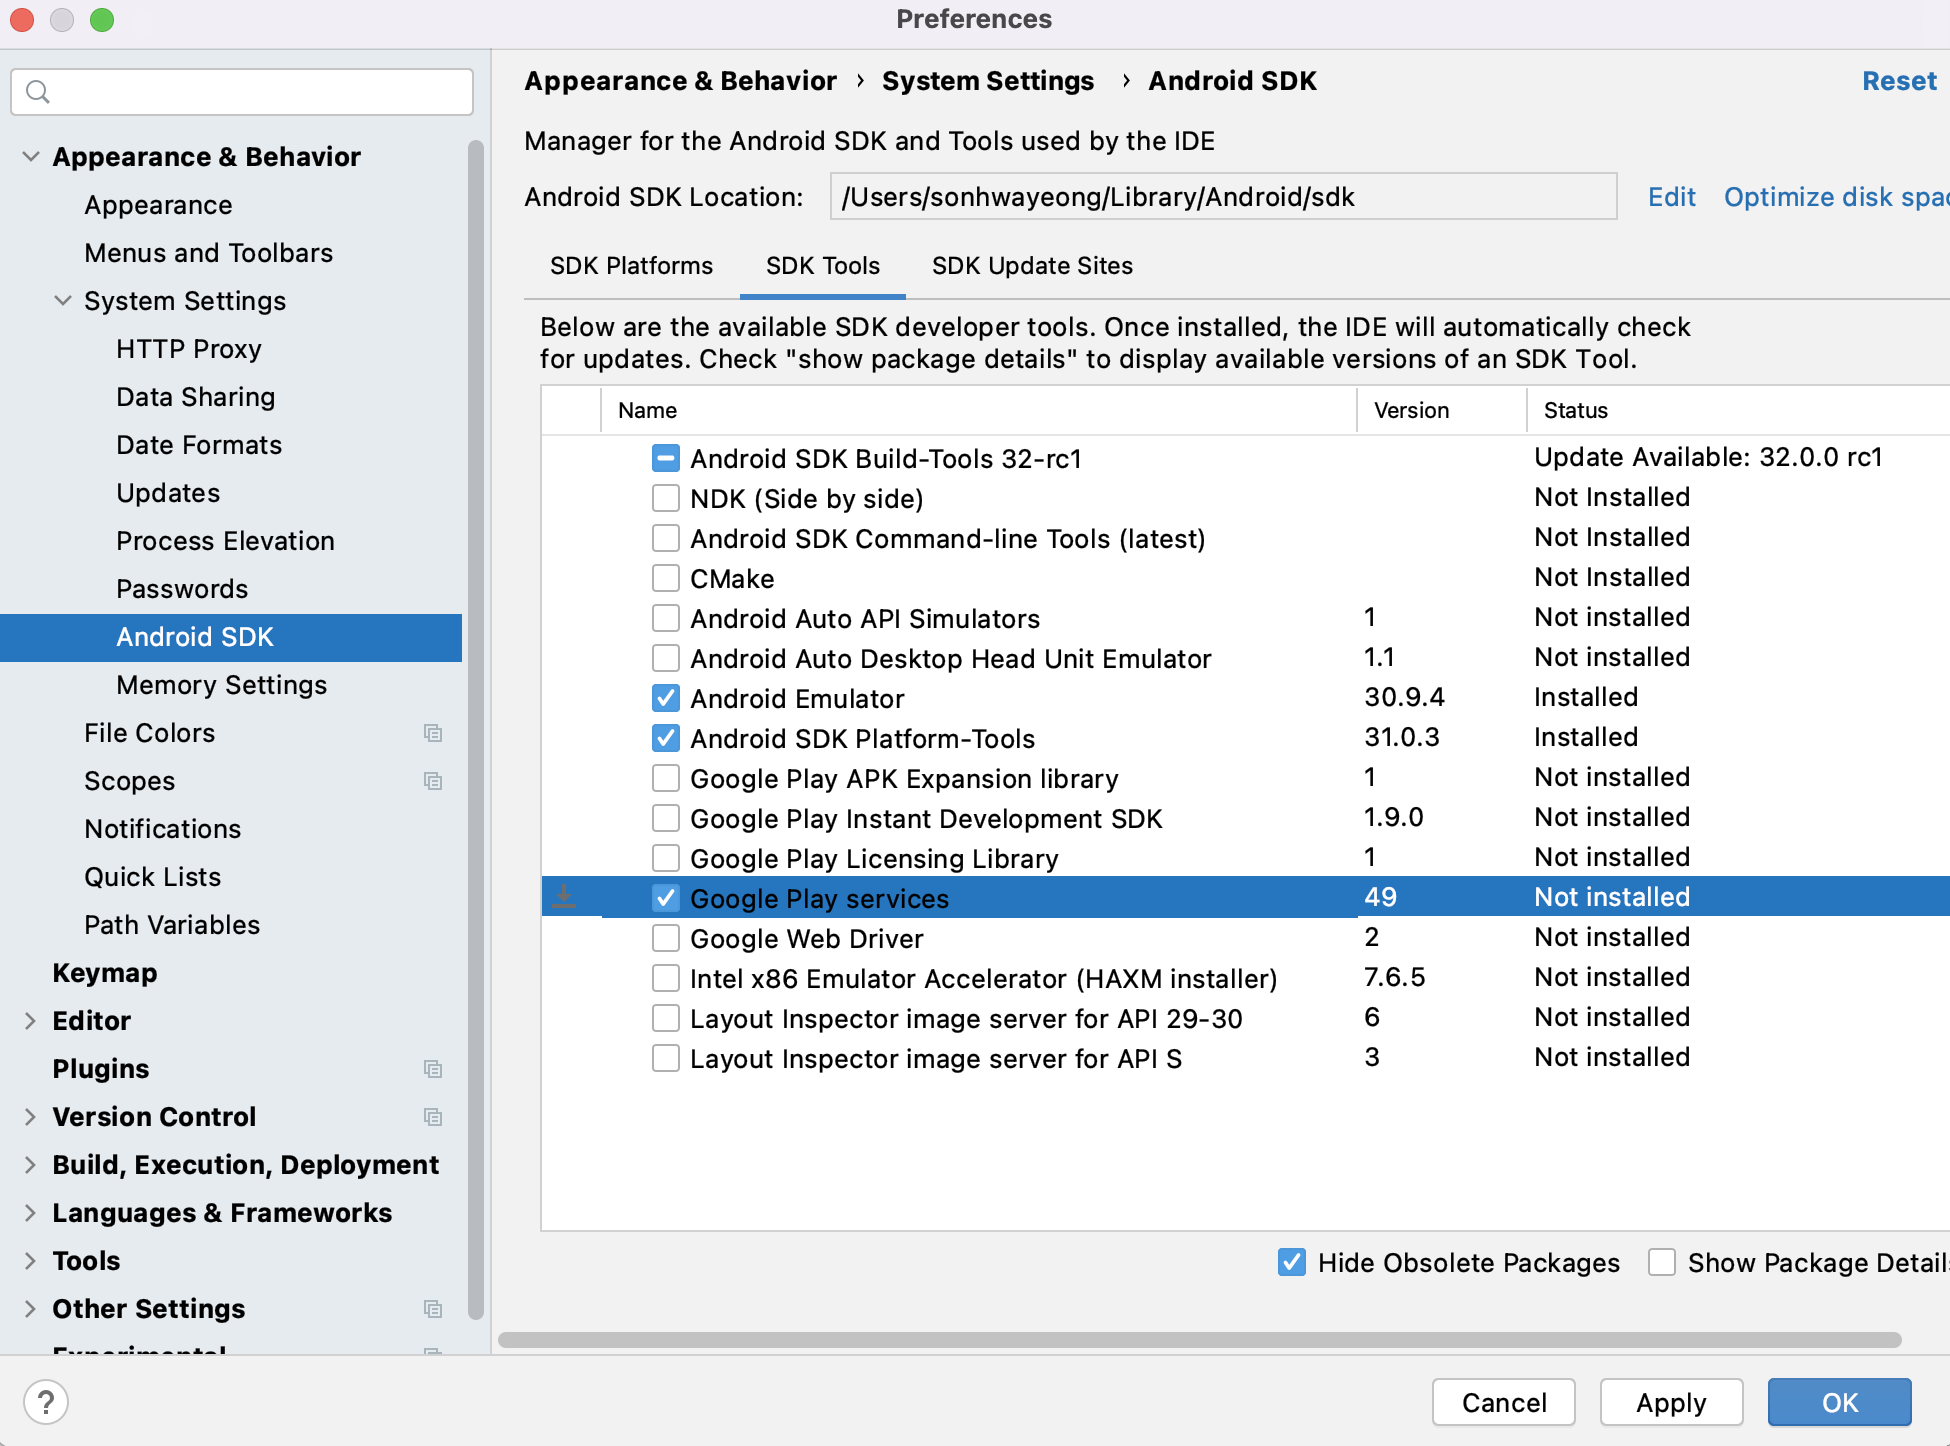 Preferences
Appearance & Behavior › System Settings › Android SDK
Reset
Manager for the Android SDK and Tools used by the IDE
Android SDK Location: /Users/sonhwayeong/Library/Android/sdk Edit Optimize disk spac
Appearance & Behavior
Appearance
Menus and Toolbars
System Settings
HTTP Proxy
Data Sharing
Date Formats
Updates
Process Elevation
Passwords
Android SDK
Memory Settings
File Colors
Scopes
Notifications
Quick Lists
Path Variables
Keymap
Editor
Plugins
Version Control
Build, Execution, Deployment
Languages & Frameworks
Tools
Other Settings
Experimental
SDK Platforms SDK Tools SDK Update Sites
Below are the available SDK developer tools. Once installed, the IDE will automatically check
for updates. Check "show package details" to display available versions of an SDK Tool.
Name Version Status
Android SDK Build-Tools 32-rc1 Update Available: 32.0.0 rc1
NDK (Side by side) Not Installed
Android SDK Command-line Tools (latest) Not Installed
CMake Not Installed
Android Auto API Simulators 1 Not installed
Android Auto Desktop Head Unit Emulator 1.1 Not installed
Android Emulator 30.9.4 Installed
Android SDK Platform-Tools 31.0.3 Installed
Google Play APK Expansion library 1 Not installed
Google Play Instant Development SDK 1.9.0 Not installed
Google Play Licensing Library 1 Not installed
Google Play services 49 Not installed
Google Web Driver 2 Not installed
Intel x86 Emulator Accelerator (HAXM installer) 7.6.5 Not installed
Layout Inspector image server for API 29-30 6 Not installed
Layout Inspector image server for API S 3 Not installed
Hide Obsolete Packages Show Package Details
? Cancel Apply OK